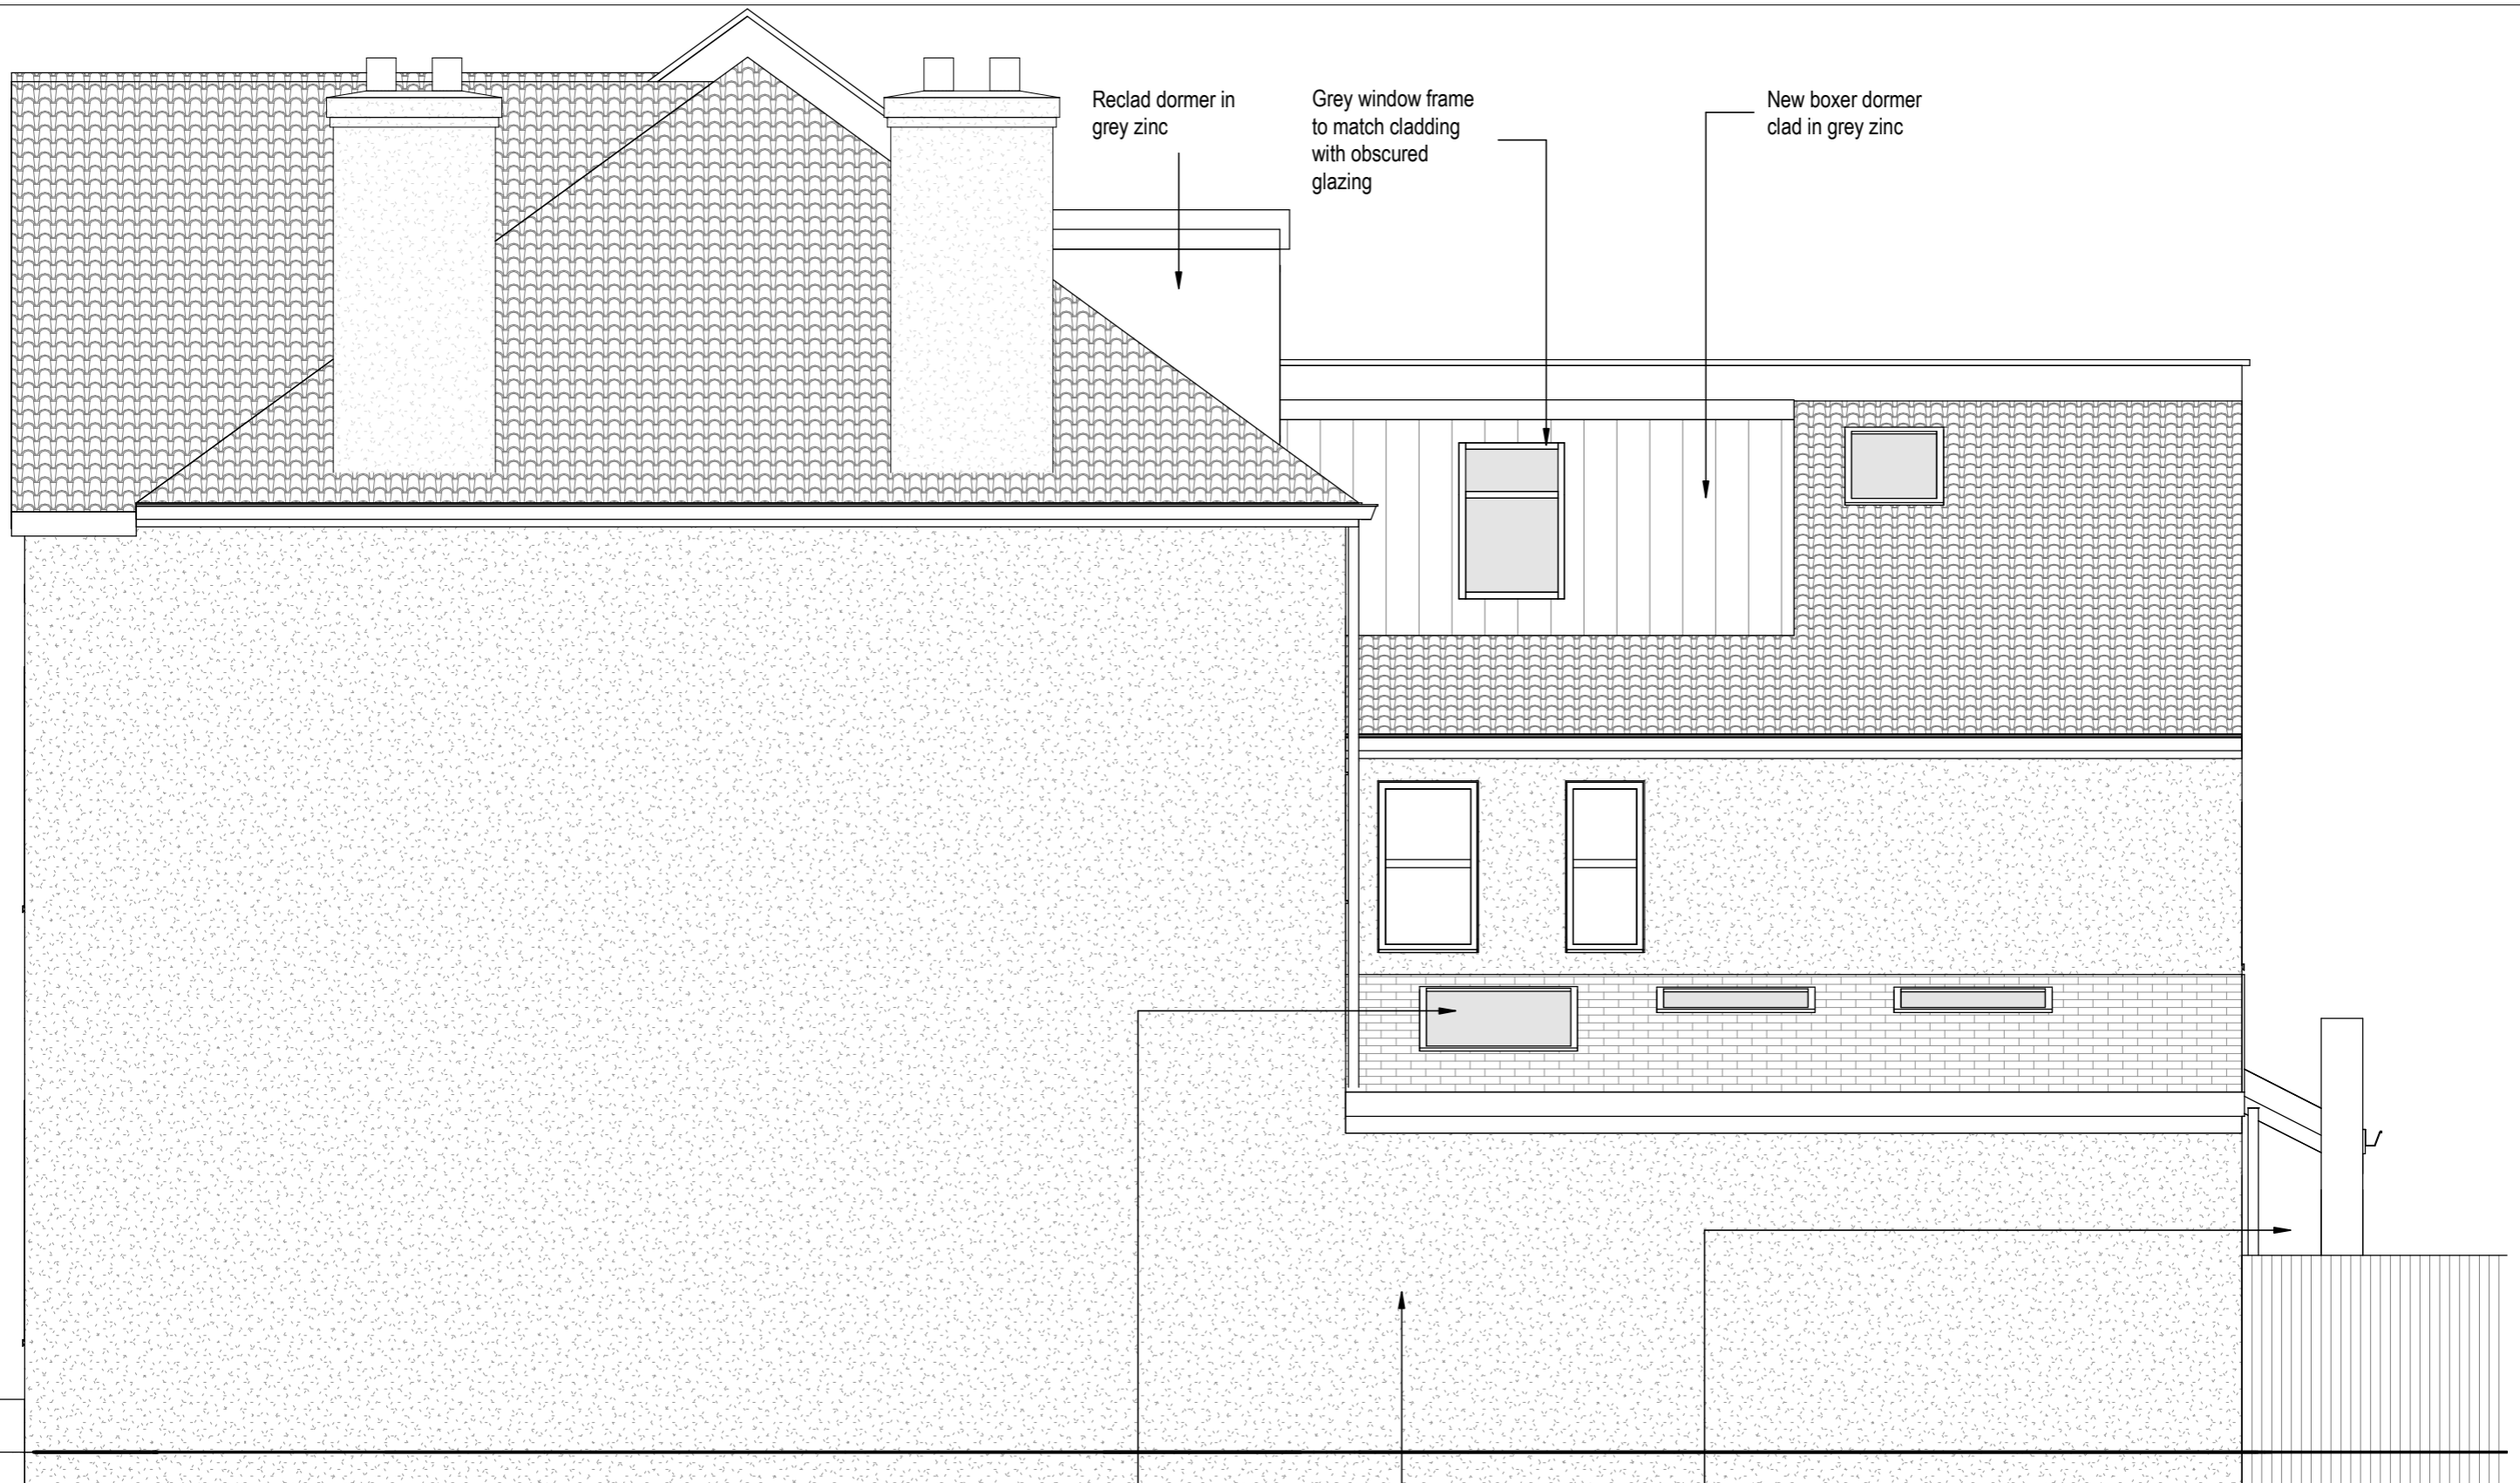 Reclad dormer in
grey zinc
Grey window frame
to match cladding
with obscured
glazing
New boxer dormer
clad in grey zinc